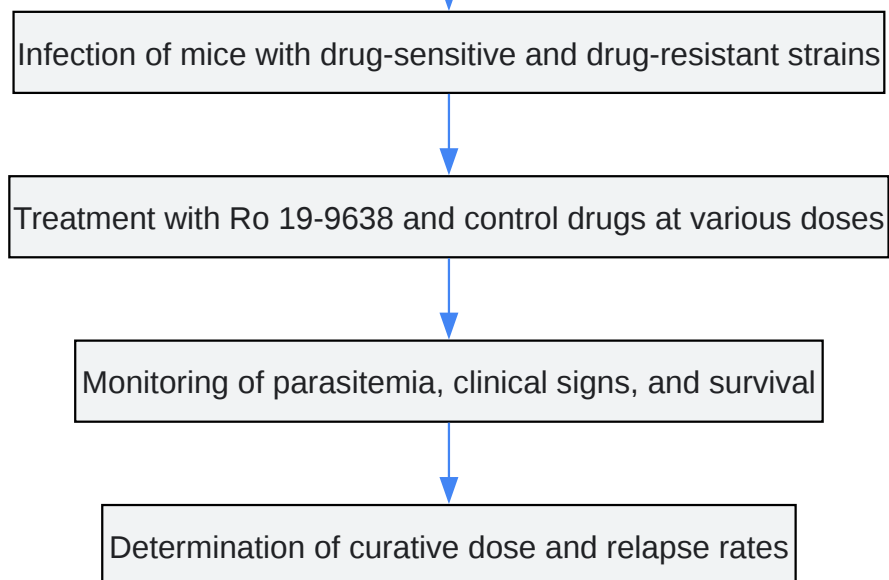 Infection of mice with drug-sensitive and drug-resistant strains
Treatment with Ro 19-9638 and control drugs at various doses
Monitoring of parasitemia, clinical signs, and survival
Determination of curative dose and relapse rates